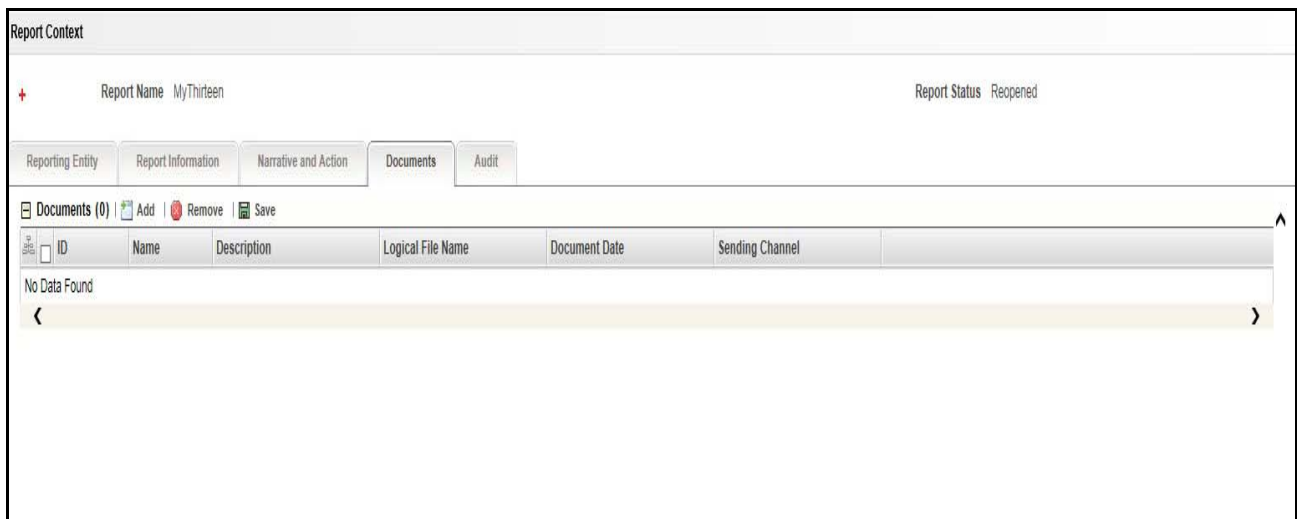 Report Context
Report Name MyThirteen Report Status Reopened
Reporting Entity Report Information Narrative and Action Documents Audit
Documents (0) | Add | Remove | Save
ID Name Description Logical File Name Document Date Sending Channel
No Data Found